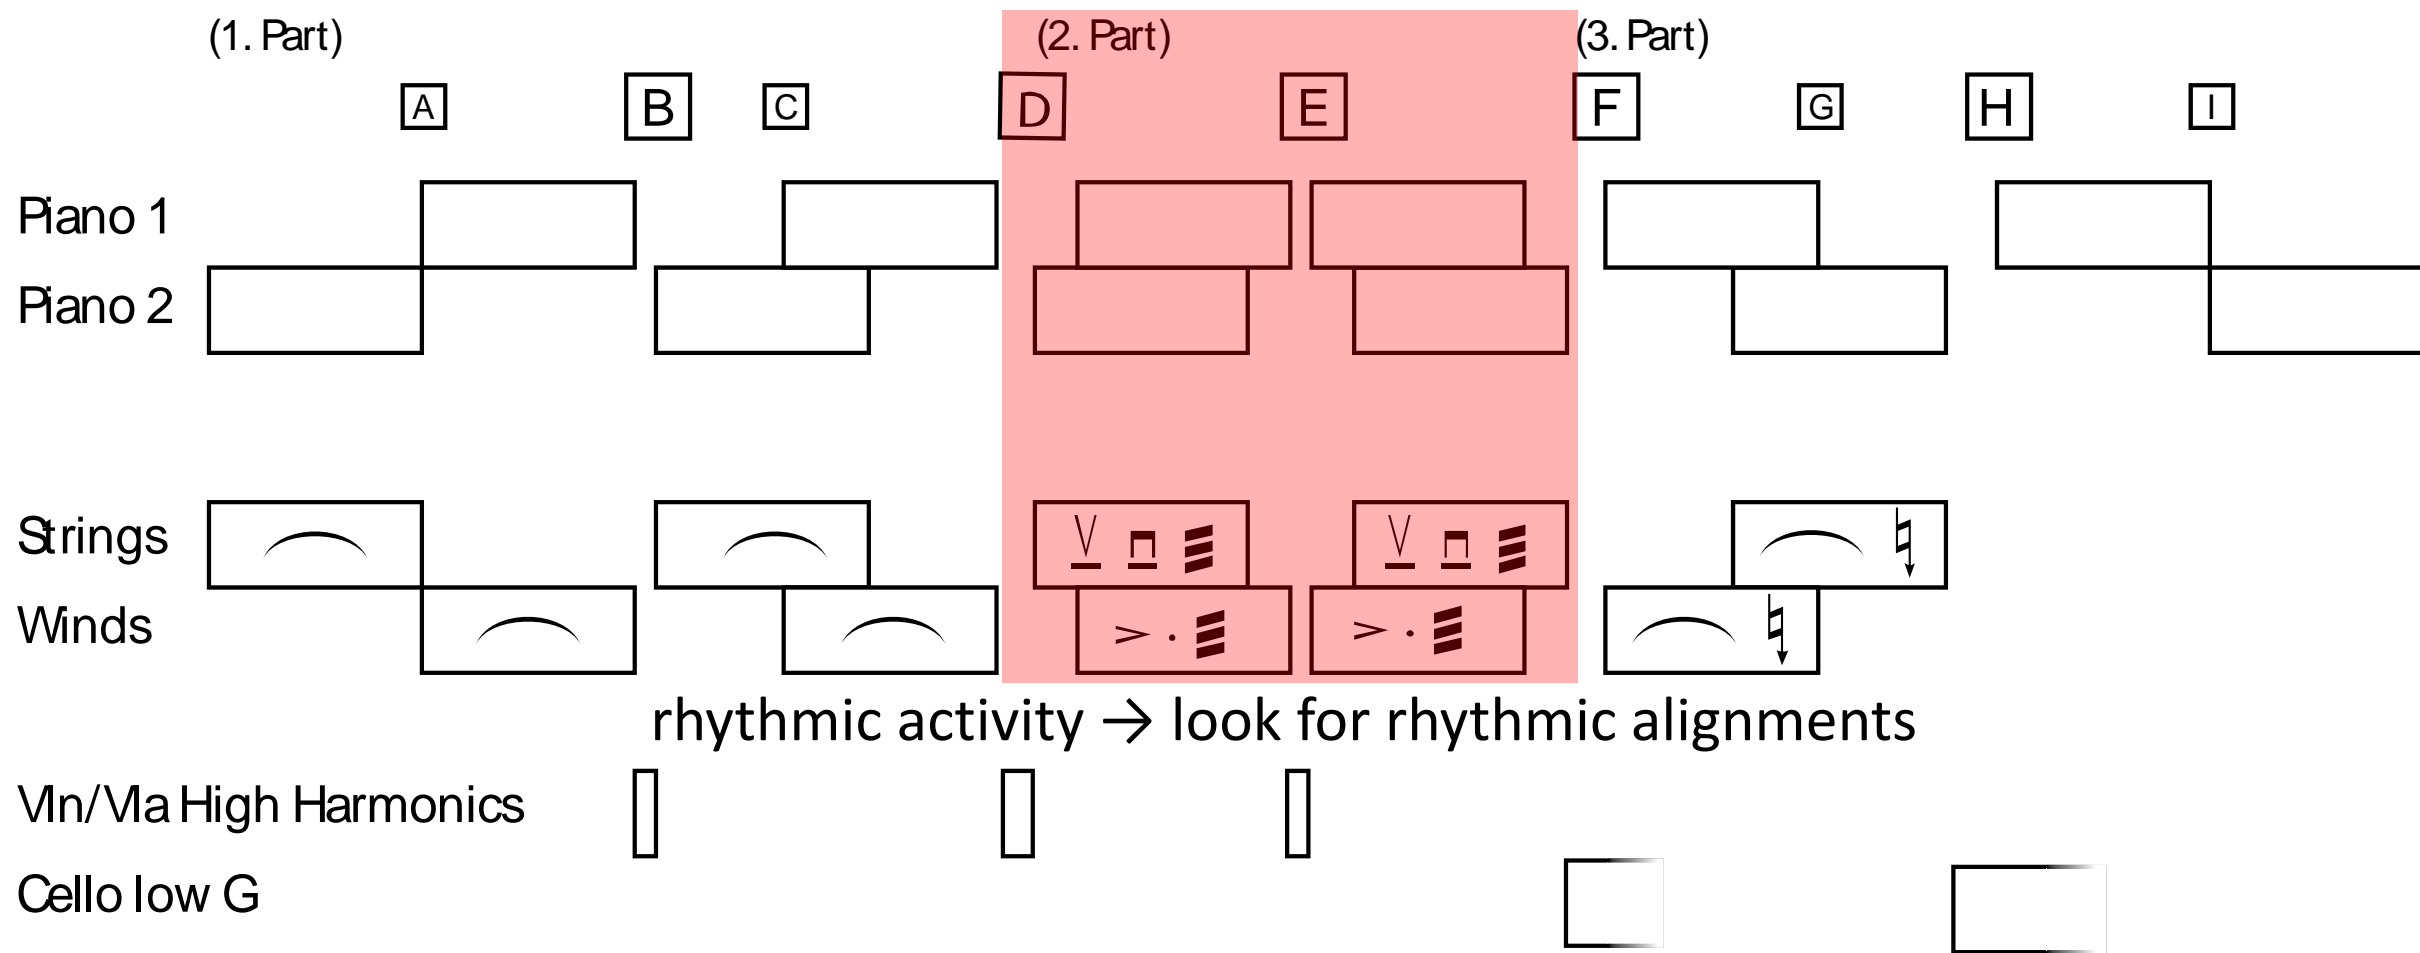 (1. Part) (2. Part) (3. Part)
A B C D E F G H I
Piano 1
Piano 2
Strings
Winds
rhythmic activity → look for rhythmic alignments
Vln/Vla High Harmonics
Cello low G